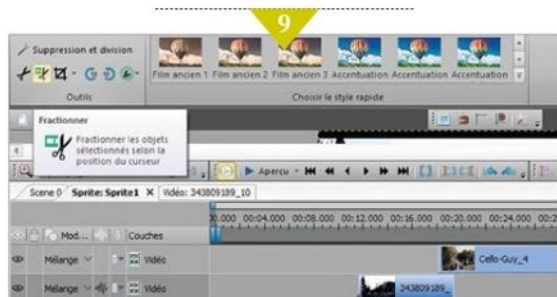 9
Suppression et division
Film ancien 1 Film ancien 2 Film ancien 3 Accentuation Accentuation Accentuation
Outils
Choisir le style rapide
Fractionner
Fractionner les objets
sélectionnés selon la
position du curseur
Aperçu
Scene 0 Sprite: Sprite1 X Vidéo: 343809189_10
00:04.000 00:08.000 00:12.000 00:16.000 00:20.000 00:24.000
Mod... Couches
Mélange Vidéo Cello-Guy_4
Mélange Vidéo 343809189_